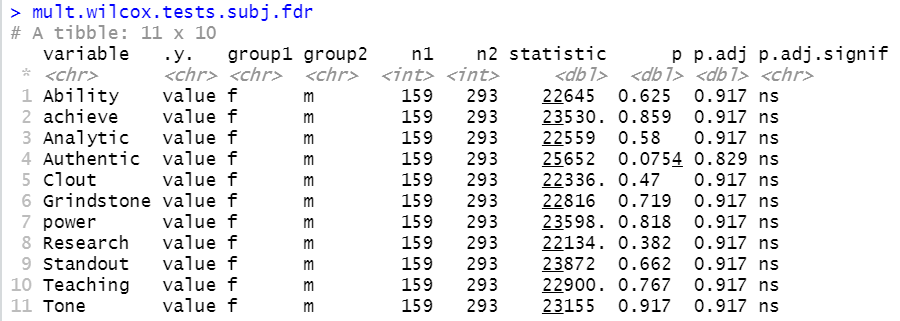 > mult.wilcox.tests.subj.fdr
# A tibble: 11 x 10
   variable   .y.   group1 group2    n1    n2 statistic      p p.adj p.adj.signif
 * <chr>      <chr> <chr>  <chr>  <int> <int>     <dbl>  <dbl> <dbl> <chr>
 1 Ability    value f      m        159   293    22645  0.625  0.917 ns
 2 achieve    value f      m        159   293    23530. 0.859  0.917 ns
 3 Analytic   value f      m        159   293    22559  0.58   0.917 ns
 4 Authentic  value f      m        159   293    25652  0.0754 0.829 ns
 5 Clout      value f      m        159   293    22336. 0.47   0.917 ns
 6 Grindstone value f      m        159   293    22816  0.719  0.917 ns
 7 power      value f      m        159   293    23598. 0.818  0.917 ns
 8 Research   value f      m        159   293    22134. 0.382  0.917 ns
 9 Standout   value f      m        159   293    23872  0.662  0.917 ns
10 Teaching   value f      m        159   293    22900. 0.767  0.917 ns
11 Tone       value f      m        159   293    23155  0.917  0.917 ns